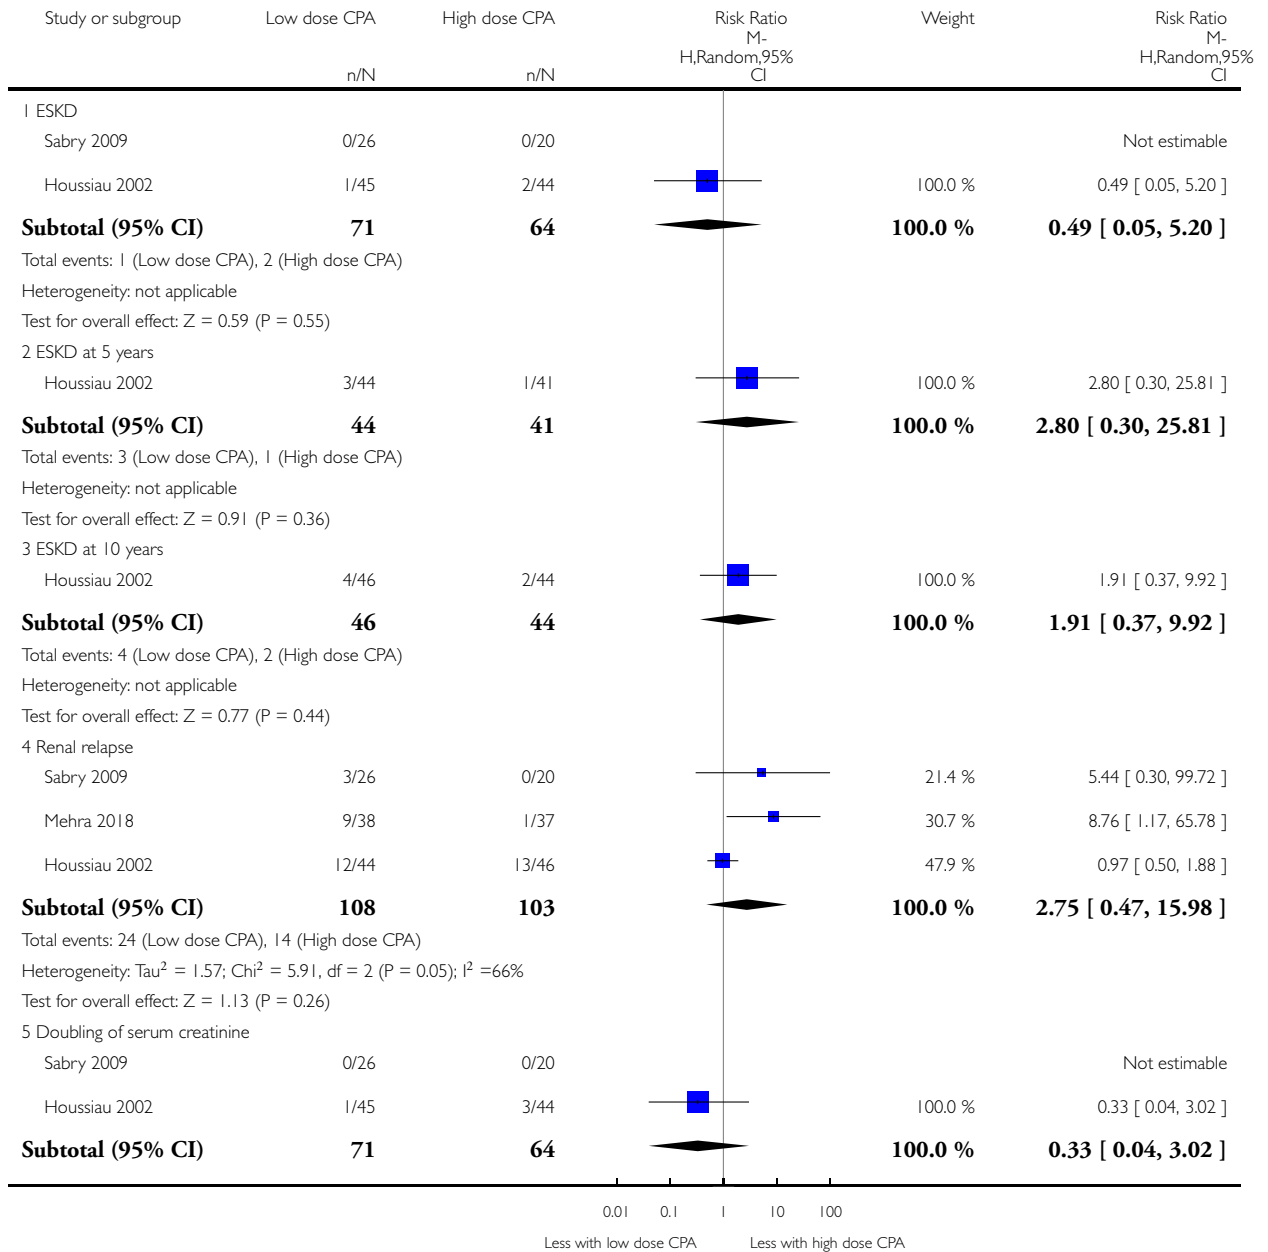 Study or subgroup Low dose CPA High dose CPA Risk Ratio Weight Risk Ratio
M- M-
H,Random,95% H,Random,95%
n/N n/N CI CI
1 ESKD
Sabry 2009 0/26 0/20 Not estimable
Houssiau 2002 1/45 2/44 100.0 % 0.49 [ 0.05, 5.20 ]
Subtotal (95% CI) 71 64 100.0 % 0.49 [ 0.05, 5.20 ]
Total events: 1 (Low dose CPA), 2 (High dose CPA)
Heterogeneity: not applicable
Test for overall effect: Z = 0.59 (P = 0.55)
2 ESKD at 5 years
Houssiau 2002 3/44 1/41 100.0 % 2.80 [ 0.30, 25.81 ]
Subtotal (95% CI) 44 41 100.0 % 2.80 [ 0.30, 25.81 ]
Total events: 3 (Low dose CPA), 1 (High dose CPA)
Heterogeneity: not applicable
Test for overall effect: Z = 0.91 (P = 0.36)
3 ESKD at 10 years
Houssiau 2002 4/46 2/44 100.0 % 1.91 [ 0.37, 9.92 ]
Subtotal (95% CI) 46 44 100.0 % 1.91 [ 0.37, 9.92 ]
Total events: 4 (Low dose CPA), 2 (High dose CPA)
Heterogeneity: not applicable
Test for overall effect: Z = 0.77 (P = 0.44)
4 Renal relapse
Sabry 2009 3/26 0/20 21.4 % 5.44 [ 0.30, 99.72 ]
Mehra 2018 9/38 1/37 30.7 % 8.76 [ 1.17, 65.78 ]
Houssiau 2002 12/44 13/46 47.9 % 0.97 [ 0.50, 1.88 ]
Subtotal (95% CI) 108 103 100.0 % 2.75 [ 0.47, 15.98 ]
Total events: 24 (Low dose CPA), 14 (High dose CPA)
Heterogeneity: Tau² = 1.57; Chi² = 5.91, df = 2 (P = 0.05); I² =66%
Test for overall effect: Z = 1.13 (P = 0.26)
5 Doubling of serum creatinine
Sabry 2009 0/26 0/20 Not estimable
Houssiau 2002 1/45 3/44 100.0 % 0.33 [ 0.04, 3.02 ]
Subtotal (95% CI) 71 64 100.0 % 0.33 [ 0.04, 3.02 ]
0.01 0.1 1 10 100
Less with low dose CPA Less with high dose CPA